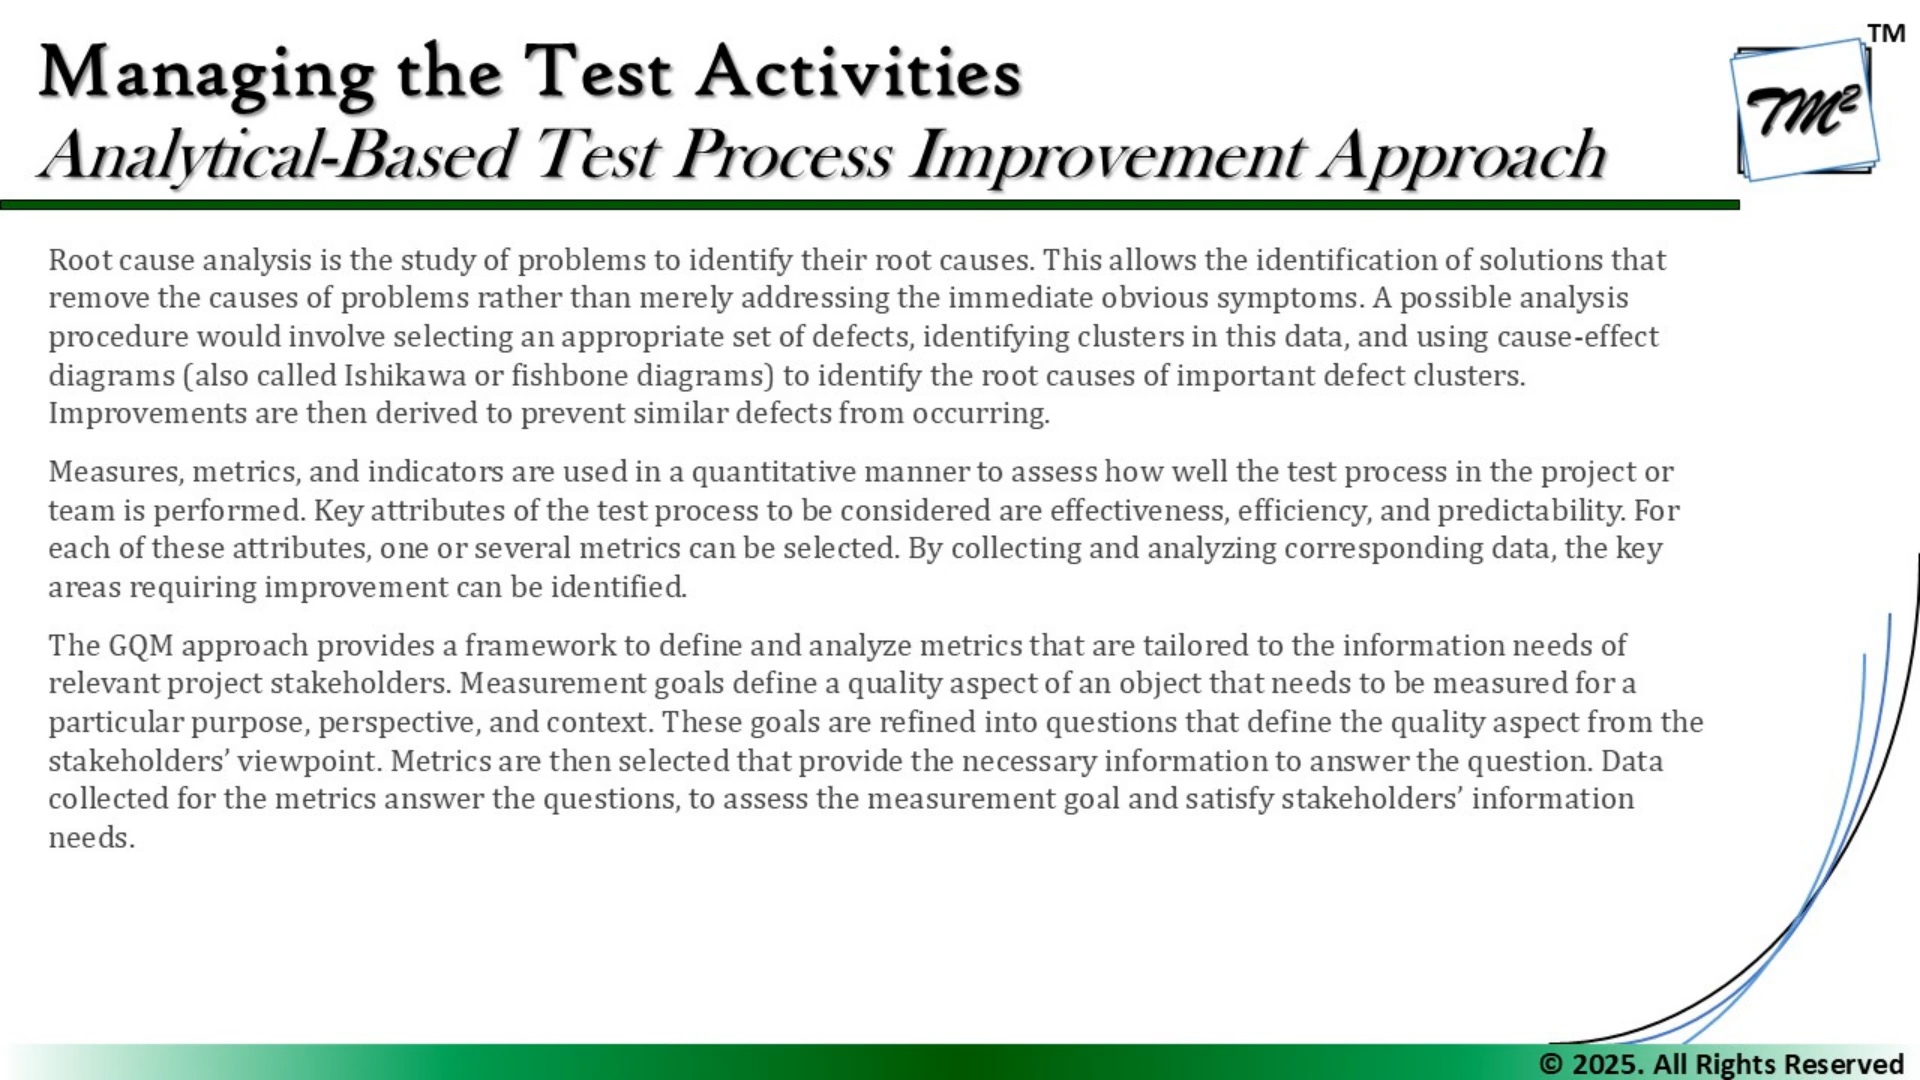 Managing the Test Activities
Analytical-Based Test Process Improvement Approach
TM
TM²
Root cause analysis is the study of problems to identify their root causes. This allows the identification of solutions that
remove the causes of problems rather than merely addressing the immediate obvious symptoms. A possible analysis
procedure would involve selecting an appropriate set of defects, identifying clusters in this data, and using cause-effect
diagrams (also called Ishikawa or fishbone diagrams) to identify the root causes of important defect clusters.
Improvements are then derived to prevent similar defects from occurring.
Measures, metrics, and indicators are used in a quantitative manner to assess how well the test process in the project or
team is performed. Key attributes of the test process to be considered are effectiveness, efficiency, and predictability. For
each of these attributes, one or several metrics can be selected. By collecting and analyzing corresponding data, the key
areas requiring improvement can be identified.
The GQM approach provides a framework to define and analyze metrics that are tailored to the information needs of
relevant project stakeholders. Measurement goals define a quality aspect of an object that needs to be measured for a
particular purpose, perspective, and context. These goals are refined into questions that define the quality aspect from the
stakeholders’ viewpoint. Metrics are then selected that provide the necessary information to answer the question. Data
collected for the metrics answer the questions, to assess the measurement goal and satisfy stakeholders’ information
needs.
© 2025. All Rights Reserved